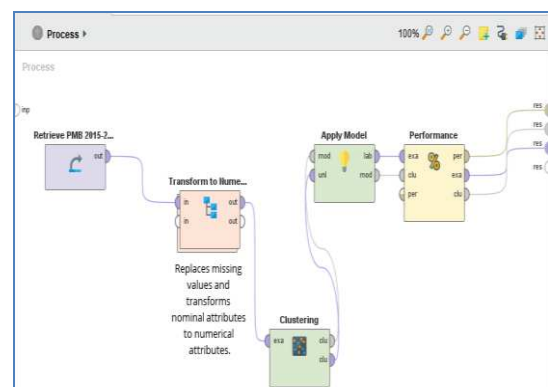 Process
100%
Process
inp
res
res
res
res
Retrieve PMB 2015-2...
out
Transform to Nume...
in out
in out
Replaces missing
values and
transforms
nominal attributes
to numerical
attributes.
Clustering
exa clu
clu
Apply Model
mod lab
unl mod
Performance
exa per
clu exa
per clu